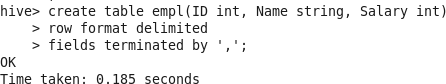 hive> create table empl(ID int, Name string, Salary int)
    > row format delimited
    > fields terminated by ',';
OK
Time taken: 0.185 seconds